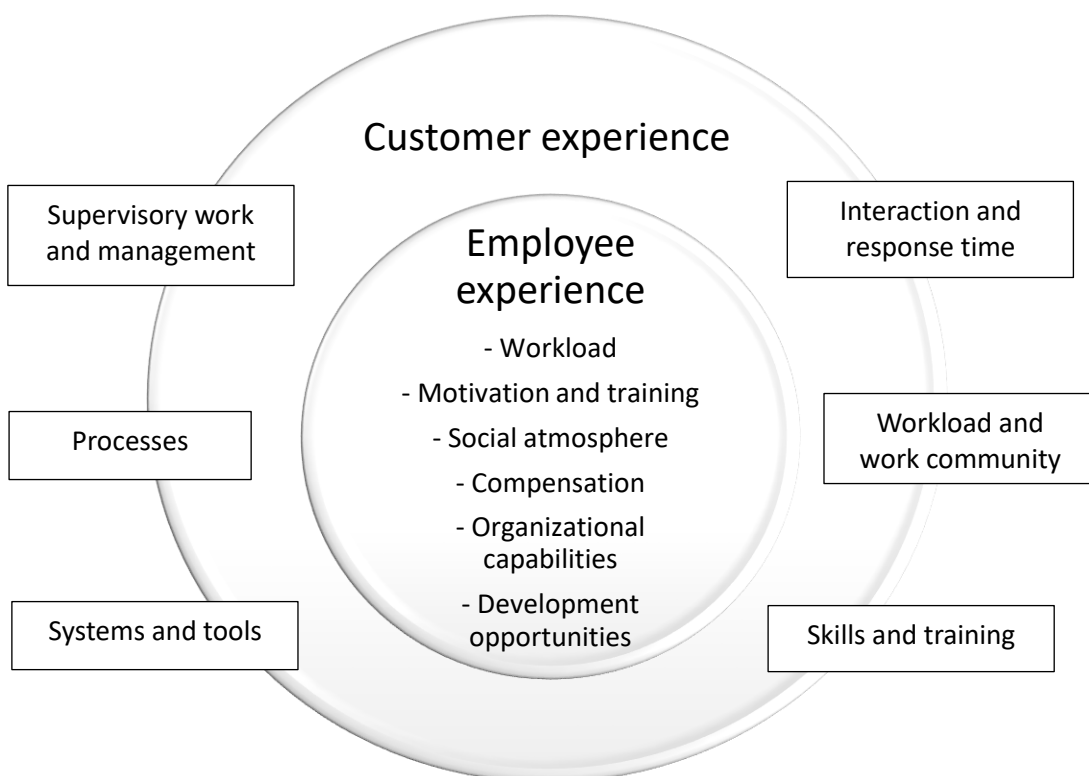 Customer experience
Supervisory work
and management
Interaction and
response time
Employee
experience
- Workload
- Motivation and training
- Social atmosphere
- Compensation
- Organizational
capabilities
- Development
opportunities
Processes
Workload and
work community
Systems and tools
Skills and training